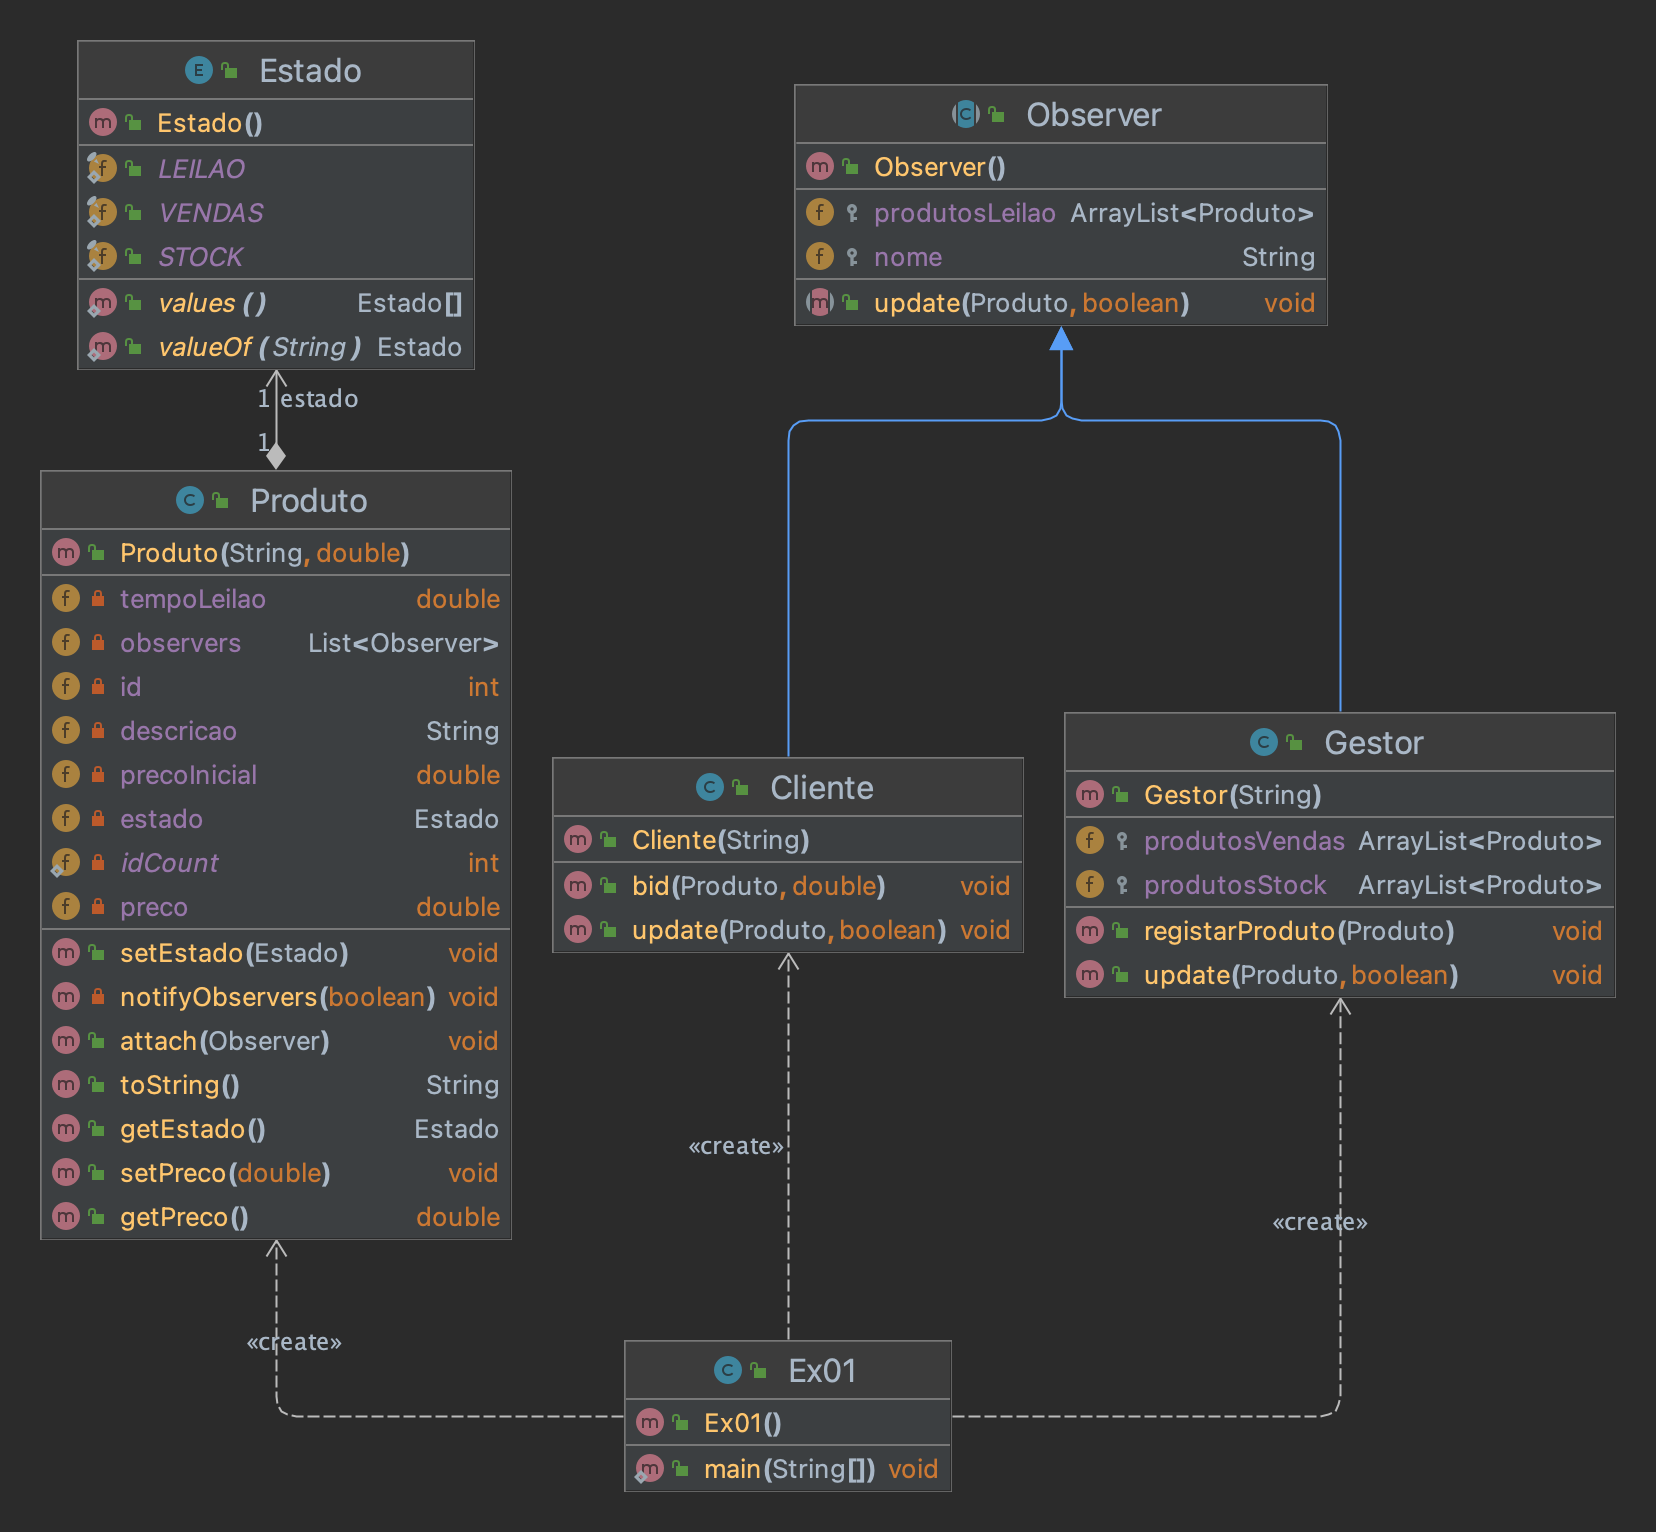 Estado
Estado()
LEILAO
VENDAS
STOCK
values () Estado[]
valueOf (String) Estado
1 estado
1
Produto
Produto(String, double)
tempoLeilao double
observers List<Observer>
id int
descricao String
precoInicial double
estado Estado
idCount int
preco double
setEstado(Estado) void
notifyObservers(boolean) void
attach(Observer) void
toString() String
getEstado() Estado
setPreco(double) void
getPreco() double
Observer
Observer()
produtosLeilao ArrayList<Produto>
nome String
update(Produto, boolean) void
Cliente
Cliente(String)
bid(Produto, double) void
update(Produto, boolean) void
Gestor
Gestor(String)
produtosVendas ArrayList<Produto>
produtosStock ArrayList<Produto>
registarProduto(Produto) void
update(Produto, boolean) void
«create»
«create»
«create»
Ex01
Ex01()
main(String[]) void